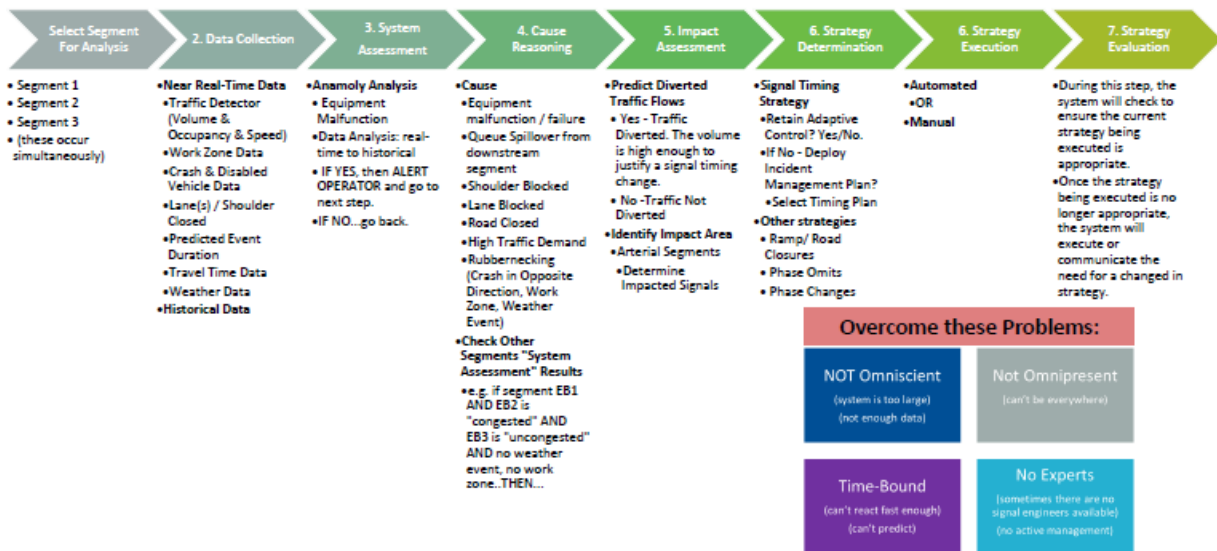 Select Segment
For Analysis
2. Data Collection
3. System
Assessment
4. Cause
Reasoning
5. Impact
Assessment
6. Strategy
Determination
6. Strategy
Execution
7. Strategy
Evaluation
• Segment 1
• Segment 2
• Segment 3
• (these occur
simultaneously)
• Near Real-Time Data
• Traffic Detector
(Volume &
Occupancy & Speed)
• Work Zone Data
• Crash & Disabled
Vehicle Data
• Lane(s) / Shoulder
Closed
• Predicted Event
Duration
• Travel Time Data
• Weather Data
• Historical Data
• Anamoly Analysis
• Equipment
Malfunction
• Data Analysis: real-
time to historical
• IF YES, then ALERT
OPERATOR and go to
next step.
• IF NO...go back.
• Cause
• Equipment
malfunction / failure
• Queue Spillover from
downstream
segment
• Shoulder Blocked
• Lane Blocked
• Road Closed
• High Traffic Demand
• Rubbernecking
(Crash in Opposite
Direction, Work
Zone, Weather
Event)
• Check Other
Segments "System
Assessment" Results
• e.g. if segment EB1
AND EB2 is
"congested" AND
EB3 is "uncongested"
AND no weather
event, no work
zone..THEN...
• Predict Diverted
Traffic Flows
• Yes - Traffic
Diverted. The volume
is high enough to
justify a signal timing
change.
• No -Traffic Not
Diverted
• Identify Impact Area
• Arterial Segments
• Determine
Impacted Signals
• Signal Timing
Strategy
• Retain Adaptive
Control? Yes/No.
• If No - Deploy
Incident
Management Plan?
• Select Timing Plan
• Other strategies
• Ramp/ Road
Closures
• Phase Omits
• Phase Changes
• Automated
• OR
• Manual
• During this step, the
system will check to
ensure the current
strategy being
executed is
appropriate.
• Once the strategy
being executed is no
longer appropriate,
the system will
execute or
communicate the
need for a changed in
strategy.
Overcome these Problems:
NOT Omniscient
(system is too large)
(not enough data)
Not Omnipresent
(can't be everywhere)
Time-Bound
(can't react fast enough)
(can't predict)
No Experts
(sometimes there are no
signal engineers available)
(no active management)